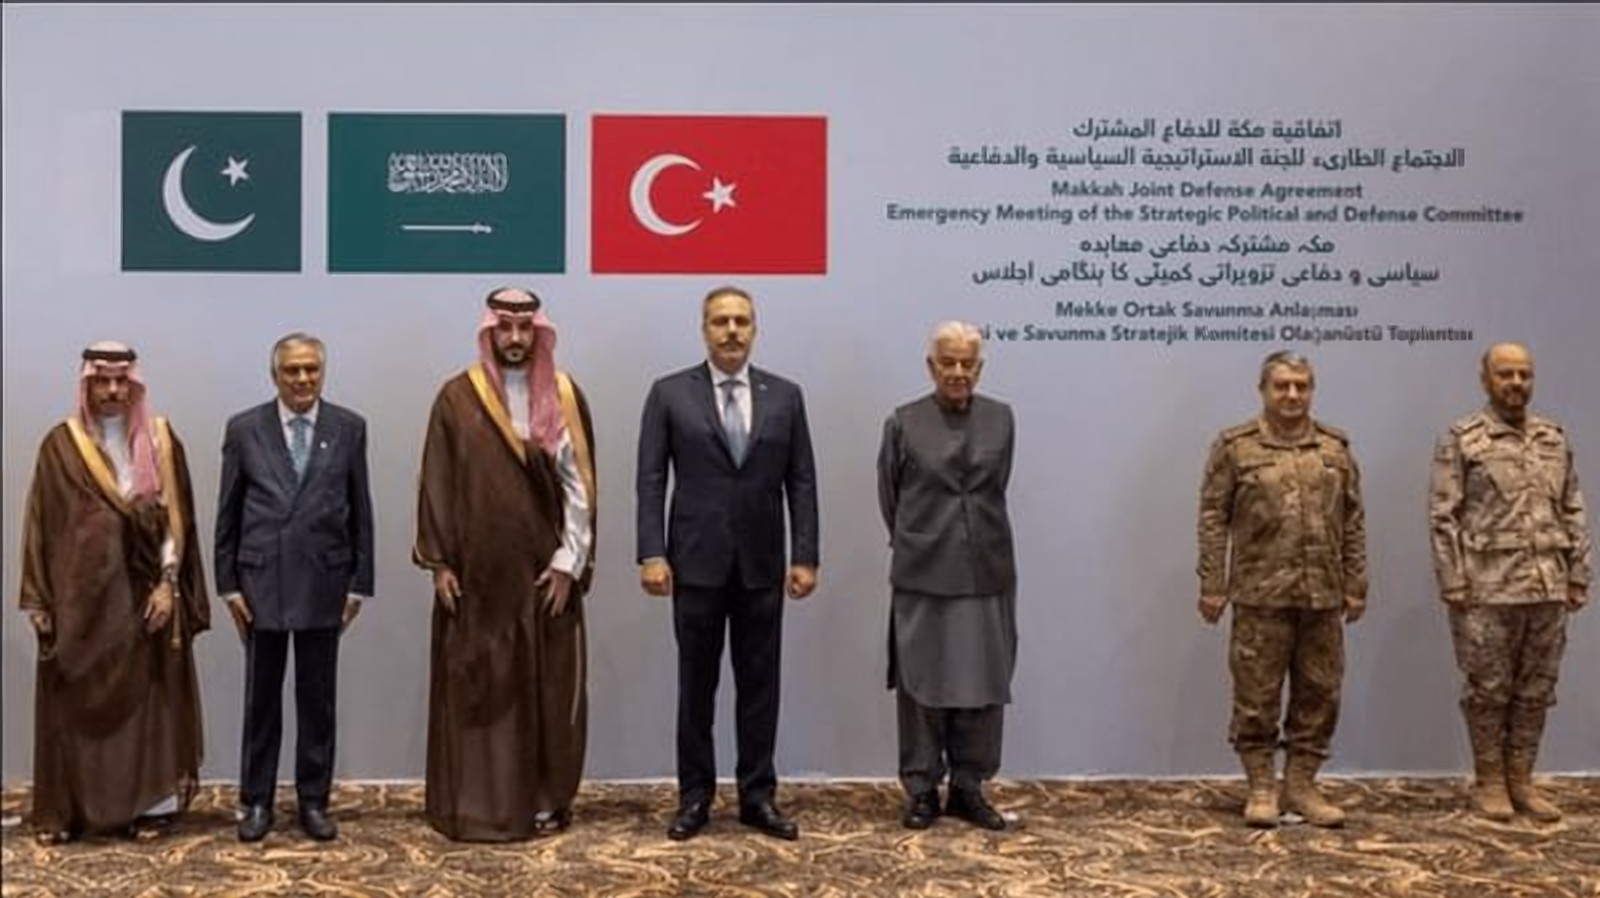 اتفاقية مكة للدفاع المشترك
الاجتماع الطارىء للجنة الاستراتيجية السياسية والدفاعية
Makkah Joint Defense Agreement
Emergency Meeting of the Strategic Political and Defense Committee
مکہ مشترکہ دفاعی معاہدہ
سیاسی و دفاعی تزویراتی کمیٹی کا ہنگامی اجلاس
Mekke Ortak Savunma Anlaşması
ve Savunma Stratejik Komitesi Olağanüstü Toplantısı